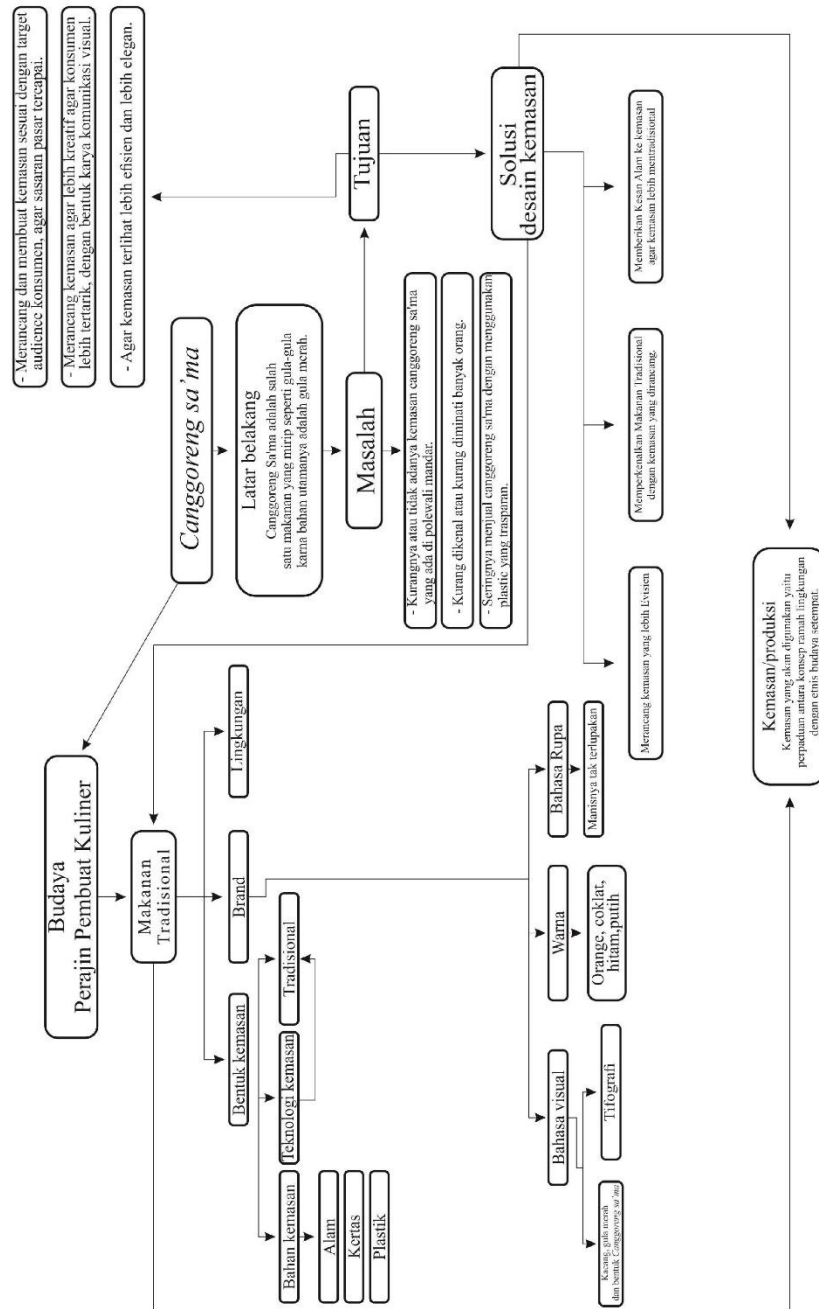 Budaya
Perajin Pembuat Kuliner
Canggoreng sa'ma
- Merancang dan membuat kemasan sesuai dengan target
audience konsumen, agar sasaran pasar tercapai.
- Merancang kemasan agar lebih kreatif agar konsumen
lebih tertarik, dengan bentuk karya komunikasi visual.
- Agar kemasan terlihat lebih efisien dan lebih elegan.
Makanan
Tradisional
Latar belakang
Canggoreng Sa'ma adalah salah
satu makanan yang mirip seperti gula-gula
karna bahan utamanya adalah gula merah.
Bentuk kemasan
Brand
Lingkungan
Masalah
Tujuan
Bahan kemasan
Teknologi kemasan
Tradisional
Alam
Kertas
Plastik
- Kurangnya atau tidak adanya kemasan canggoreng sa'ma
yang ada di polewali mandar.
- Kurang dikenal atau kurang diminati banyak orang.
- Seringnya menjual canggoreng sa'ma dengan menggunakan
plastic yang trasparan.
Solusi
desain kemasan
Bahasa visual
Warna
Bahasa Rupa
Kacang, gula merah
dan bentuk Canggoreng sa'ma
Tifografi
Orange, coklat,
hitam,putih
Manisnya tak terlupakan
Merancang kemasan yang lebih Evisien
Memperkenalkan Makanan Tradisional
dengan kemasan yang dirancang.
Memberikan Kesan Alam ke kemasan
agar kemasan lebih mentradisional
Kemasan/produksi
Kemasan yang akan digunakan yaitu
perpaduan antara konsep ramah lingkungan
dengan etnis budaya setempat.